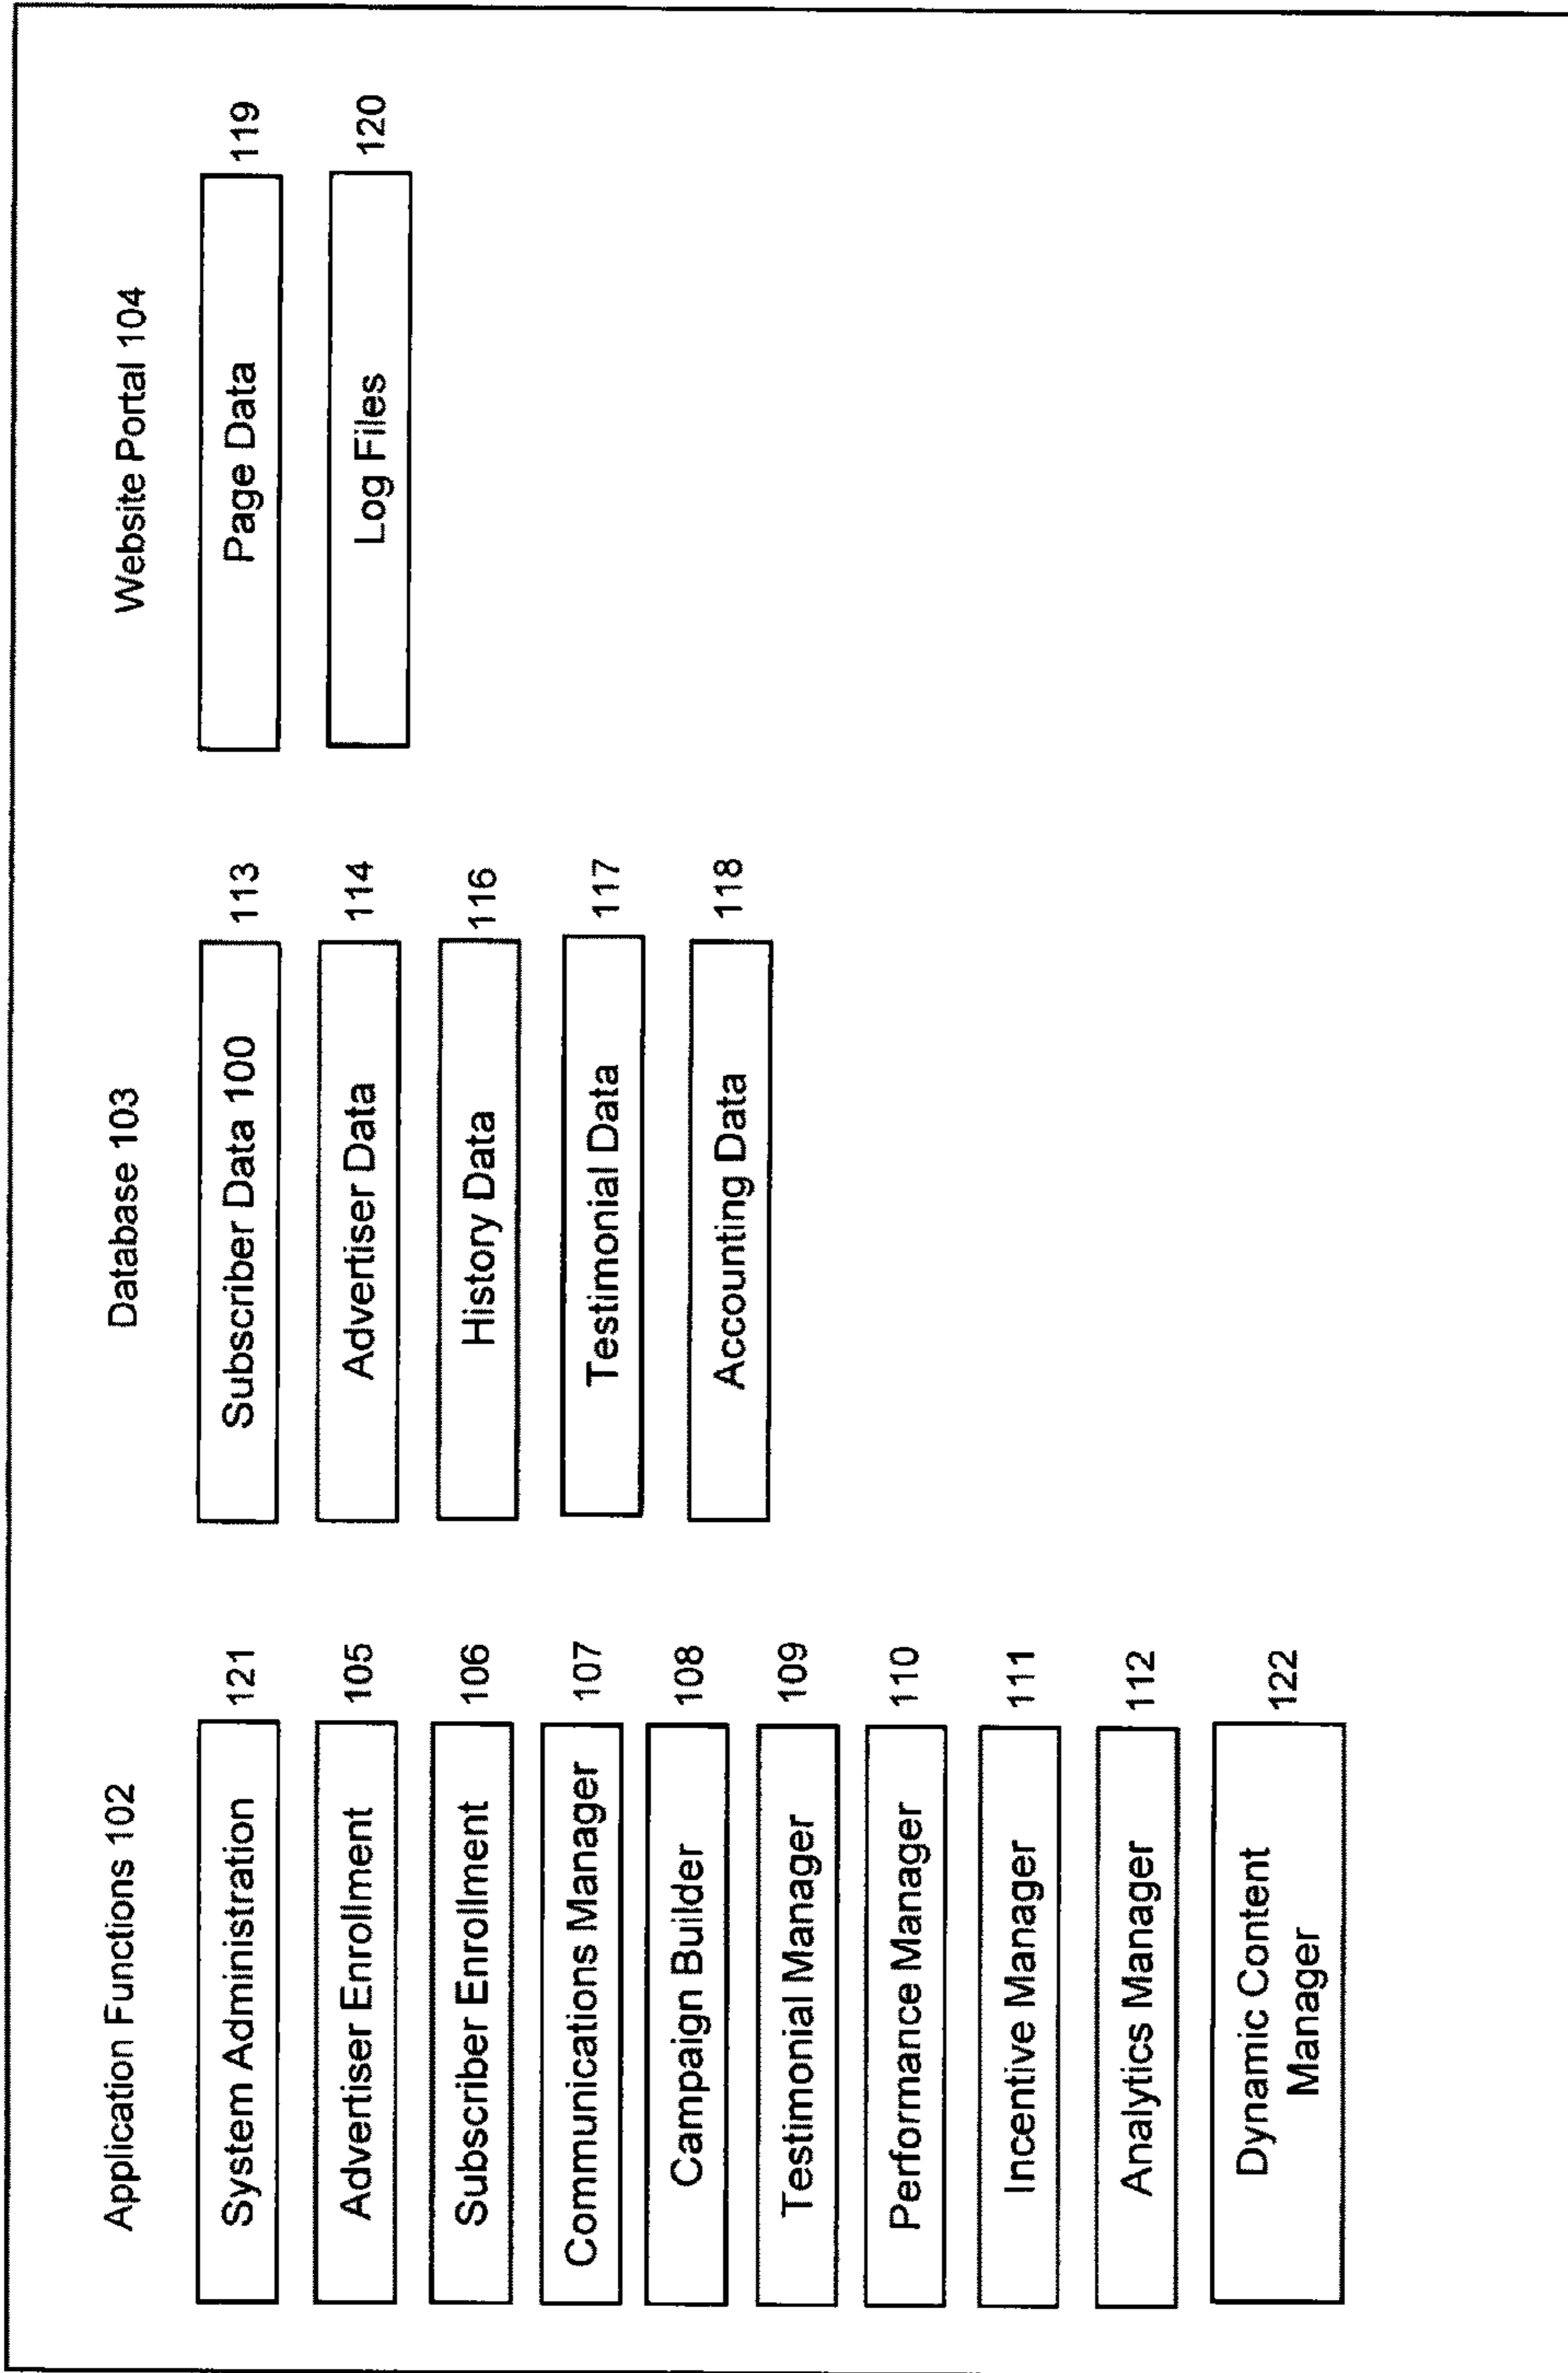 Application Functions 102
System Administration 121
Advertiser Enrollment 105
Subscriber Enrollment 106
Communications Manager 107
Campaign Builder 108
Testimonial Manager 109
Performance Manager 110
Incentive Manager 111
Analytics Manager 112
Dynamic Content
Manager
122
Database 103
Subscriber Data 100 113
Advertiser Data 114
History Data 116
Testimonial Data 117
Accounting Data 118
Website Portal 104
Page Data 119
Log Files 120